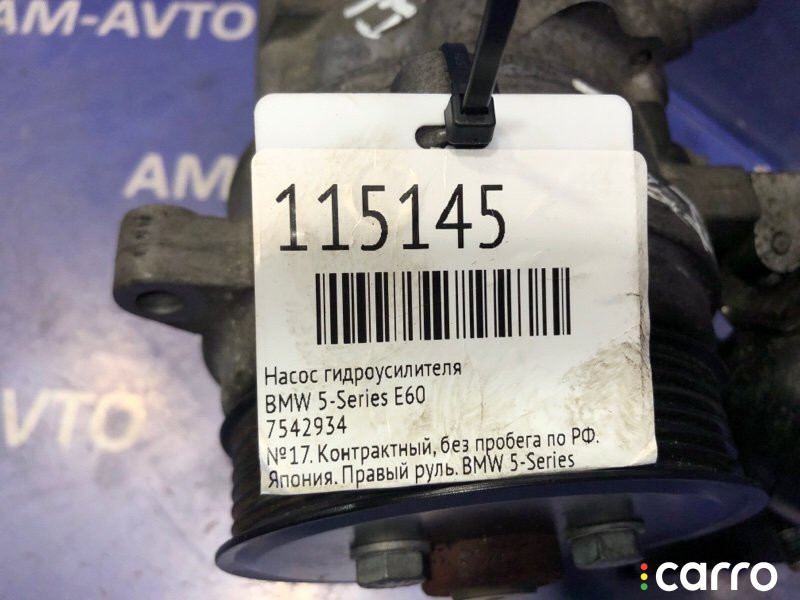 AM-AVTO
AM-
115145
Насос гидроусилителя
BMW 5-Series E60
7542934
№17. Контрактный, без пробега по РФ.
Япония. Правый руль. BMW 5-Series
carro